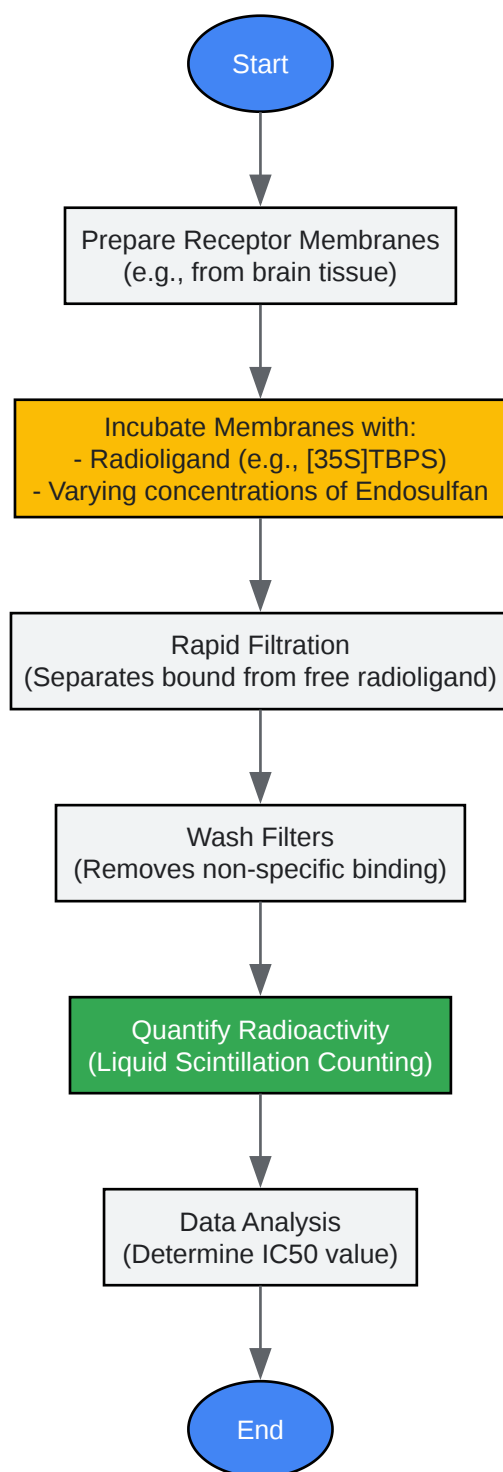 Start
Prepare Receptor Membranes
(e.g., from brain tissue)
Incubate Membranes with:
- Radioligand (e.g., [35S]TBPS)
- Varying concentrations of Endosulfan
Rapid Filtration
(Separates bound from free radioligand)
Wash Filters
(Removes non-specific binding)
Quantify Radioactivity
(Liquid Scintillation Counting)
Data Analysis
(Determine IC50 value)
End